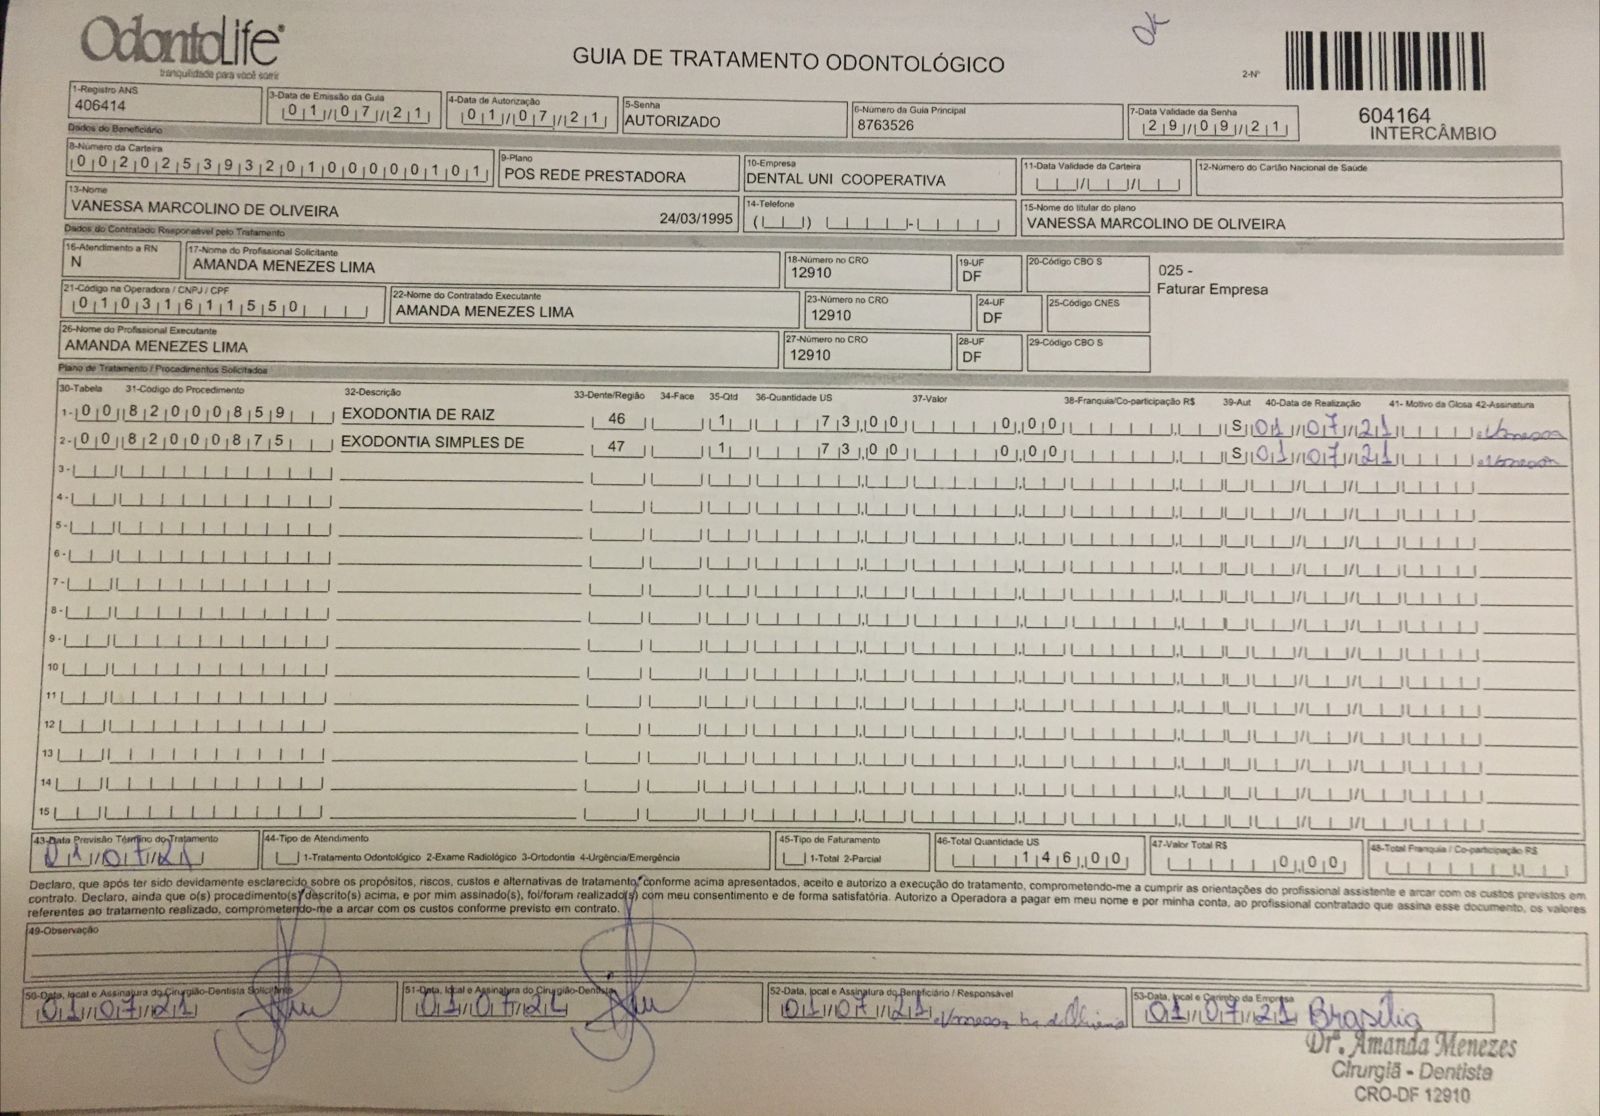 OdontoLife
tranquilidade para você sorrir
GUIA DE TRATAMENTO ODONTOLÓGICO
Ok
2-Nº
604164
INTERCÂMBIO
1-Registro ANS
406414
3-Data de Emissão da Guia
01/07/21
4-Data de Autorização
01/07/21
5-Senha
AUTORIZADO
6-Número da Guia Principal
8763526
7-Data Validade da Senha
29/09/21
Dados do Beneficiário
8-Número da Carteira
00202539320100000101
9-Plano
POS REDE PRESTADORA
10-Empresa
DENTAL UNI COOPERATIVA
11-Data Validade da Carteira
12-Número do Cartão Nacional de Saúde
13-Nome
VANESSA MARCOLINO DE OLIVEIRA 24/03/1995
14-Telefone
15-Nome do titular do plano
VANESSA MARCOLINO DE OLIVEIRA
Dados do Contratado Responsável pelo Tratamento
16-Atendimento a RN
N
17-Nome do Profissional Solicitante
AMANDA MENEZES LIMA
18-Número no CRO
12910
19-UF
DF
20-Código CBO S
025 -
Faturar Empresa
21-Código na Operadora / CNPJ / CPF
01031611550
22-Nome do Contratado Executante
AMANDA MENEZES LIMA
23-Número no CRO
12910
24-UF
DF
25-Código CNES
26-Nome do Profissional Executante
AMANDA MENEZES LIMA
27-Número no CRO
12910
28-UF
DF
29-Código CBO S
Plano de Tratamento / Procedimentos Solicitados
30-Tabela 31-Código do Procedimento 32-Descrição 33-Dente/Região 34-Face 35-Qtd 36-Quantidade US 37-Valor 38-Franquia/Co-participação R$ 39-Aut 40-Data de Realização 41- Motivo da Glosa 42-Assinatura
1- 00 82000859 EXODONTIA DE RAIZ 46 1 73,00 0,00 S 01/07/21 Vanessa
2- 00 82000875 EXODONTIA SIMPLES DE 47 1 73,00 0,00 S 01/07/21 Vanessa
3-
4-
5-
6-
7-
8-
9-
10
11
12
13
14
15
43-Data Previsão Término do Tratamento
01/07/21
44-Tipo de Atendimento
1-Tratamento Odontológico 2-Exame Radiológico 3-Ortodontia 4-Urgência/Emergência
45-Tipo de Faturamento
1-Total 2-Parcial
46-Total Quantidade US
146,00
47-Valor Total R$
0,00
48-Total Franquia / Co-participação R$
Declaro, que após ter sido devidamente esclarecido sobre os propósitos, riscos, custos e alternativas de tratamento, conforme acima apresentados, aceito e autorizo a execução do tratamento, comprometendo-me a cumprir as orientações do profissional assistente e arcar com os custos previstos em
contrato. Declaro, ainda que o(s) procedimento(s) descrito(s) acima, e por mim assinado(s), foi/foram realizado(s) com meu consentimento e de forma satisfatória. Autorizo a Operadora a pagar em meu nome e por minha conta, ao profissional contratado que assina esse documento, os valores
referentes ao tratamento realizado, comprometendo-me a arcar com os custos conforme previsto em contrato.
49-Observação
50-Data, local e Assinatura do Cirurgião-Dentista Solicitante
01/07/21
51-Data, local e Assinatura do Cirurgião-Dentista
01/07/21
52-Data, local e Assinatura do Beneficiário / Responsável
01/07/21 Vanessa de Oliveira
53-Data, local e Carimbo da Empresa
01/07/21 Brasília
Drª. Amanda Menezes
Cirurgiã - Dentista
CRO-DF 12910